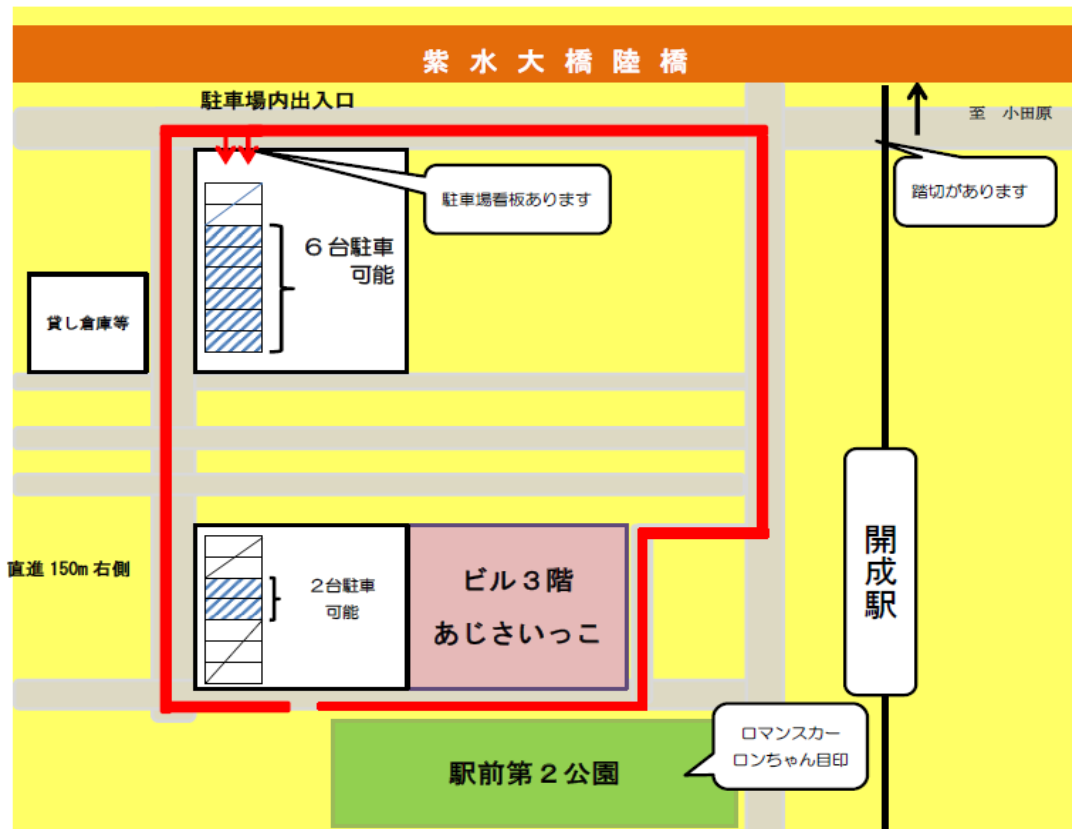 紫水大橋陸橋
駐車場内出入口
至 小田原
駐車場看板あります
踏切があります
6台駐車
可能
貸し倉庫等
直進150m右側
2台駐車
可能
ビル3階
あじさいっこ
開成駅
ロマンスカー
ロンちゃん目印
駅前第2公園